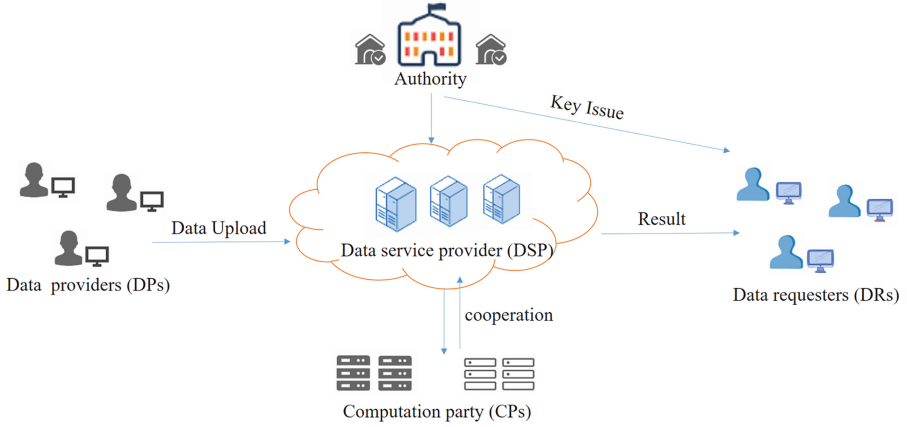 Authority
Key Issue
Data Upload
Data service provider (DSP)
Result
Data providers (DPs)
Data requesters (DRs)
cooperation
Computation party (CPs)